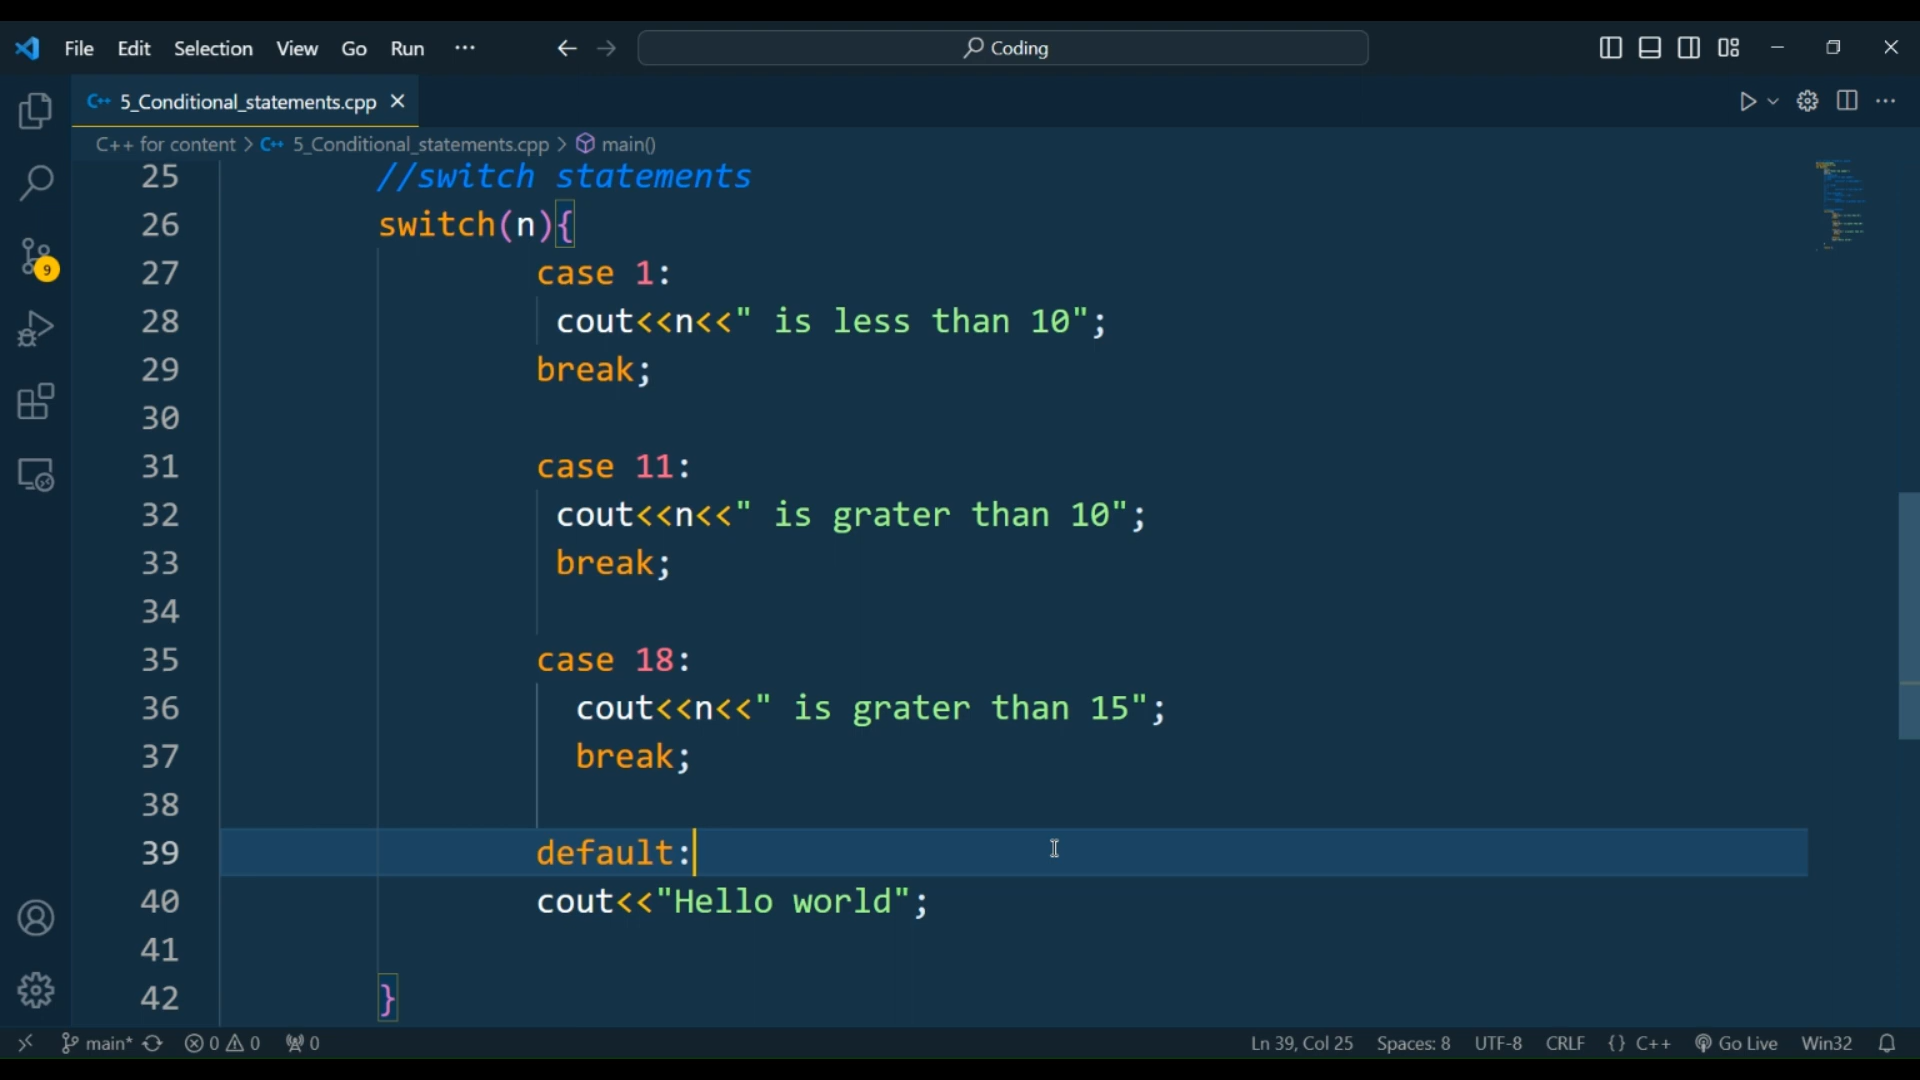 File Edit Selection View Go Run ···
Coding
C++ 5_Conditional_statements.cpp
C++ for content > C++ 5_Conditional_statements.cpp > main()
25 //switch statements
26 switch(n){
27 case 1:
28 cout<<n<<" is less than 10";
29 break;
30
31 case 11:
32 cout<<n<<" is grater than 10";
33 break;
34
35 case 18:
36 cout<<n<<" is grater than 15";
37 break;
38
39 default:
40 cout<<"Hello world";
41
42 }
9
main* 0 0 0 Ln 39, Col 25 Spaces: 8 UTF-8 CRLF {} C++ Go Live Win32